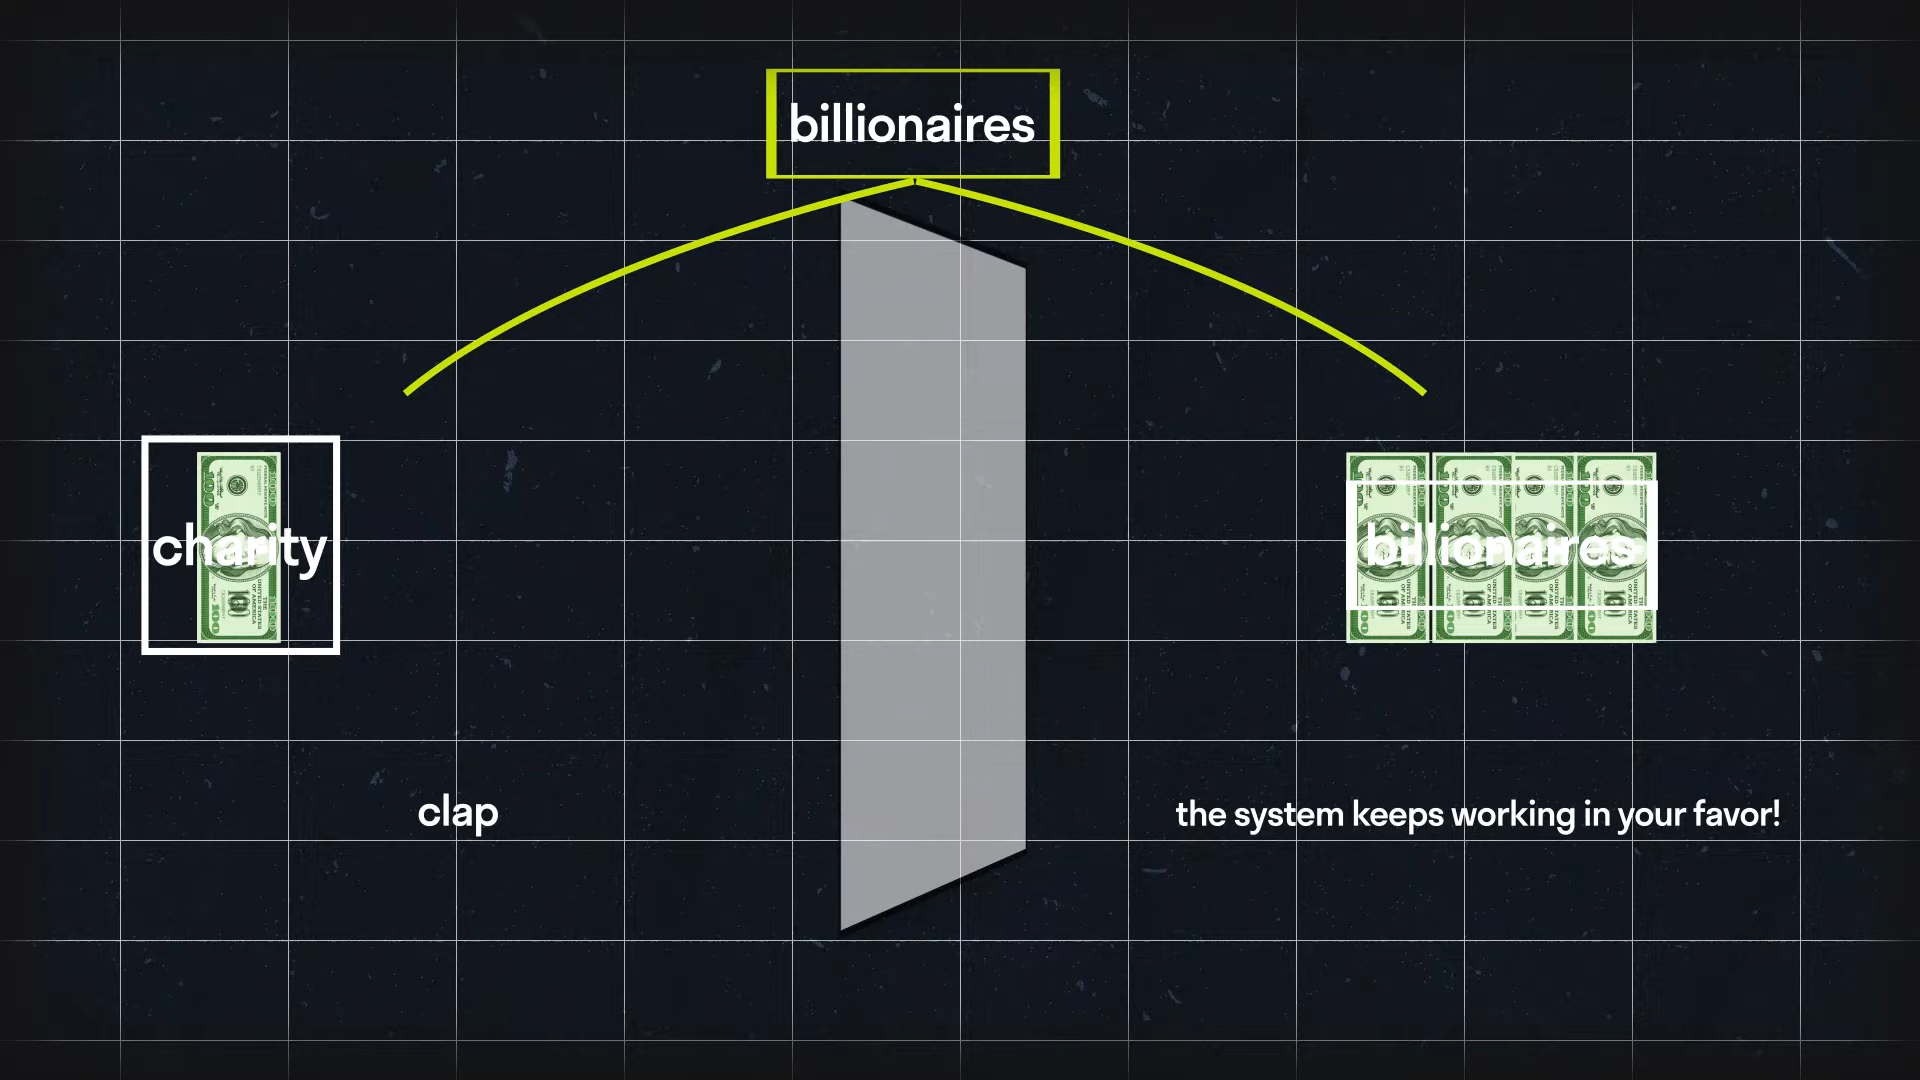 billionaires
charity
billionaires
clap
the system keeps working in your favor!